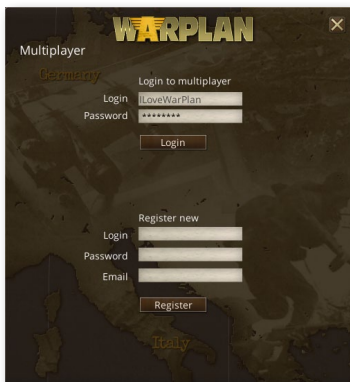 WARPLAN
Multiplayer
Germany
Login to multiplayer
Login ILoveWarPlan
Password ********
Login
Register new
Login
Password
Email
Register
Italy